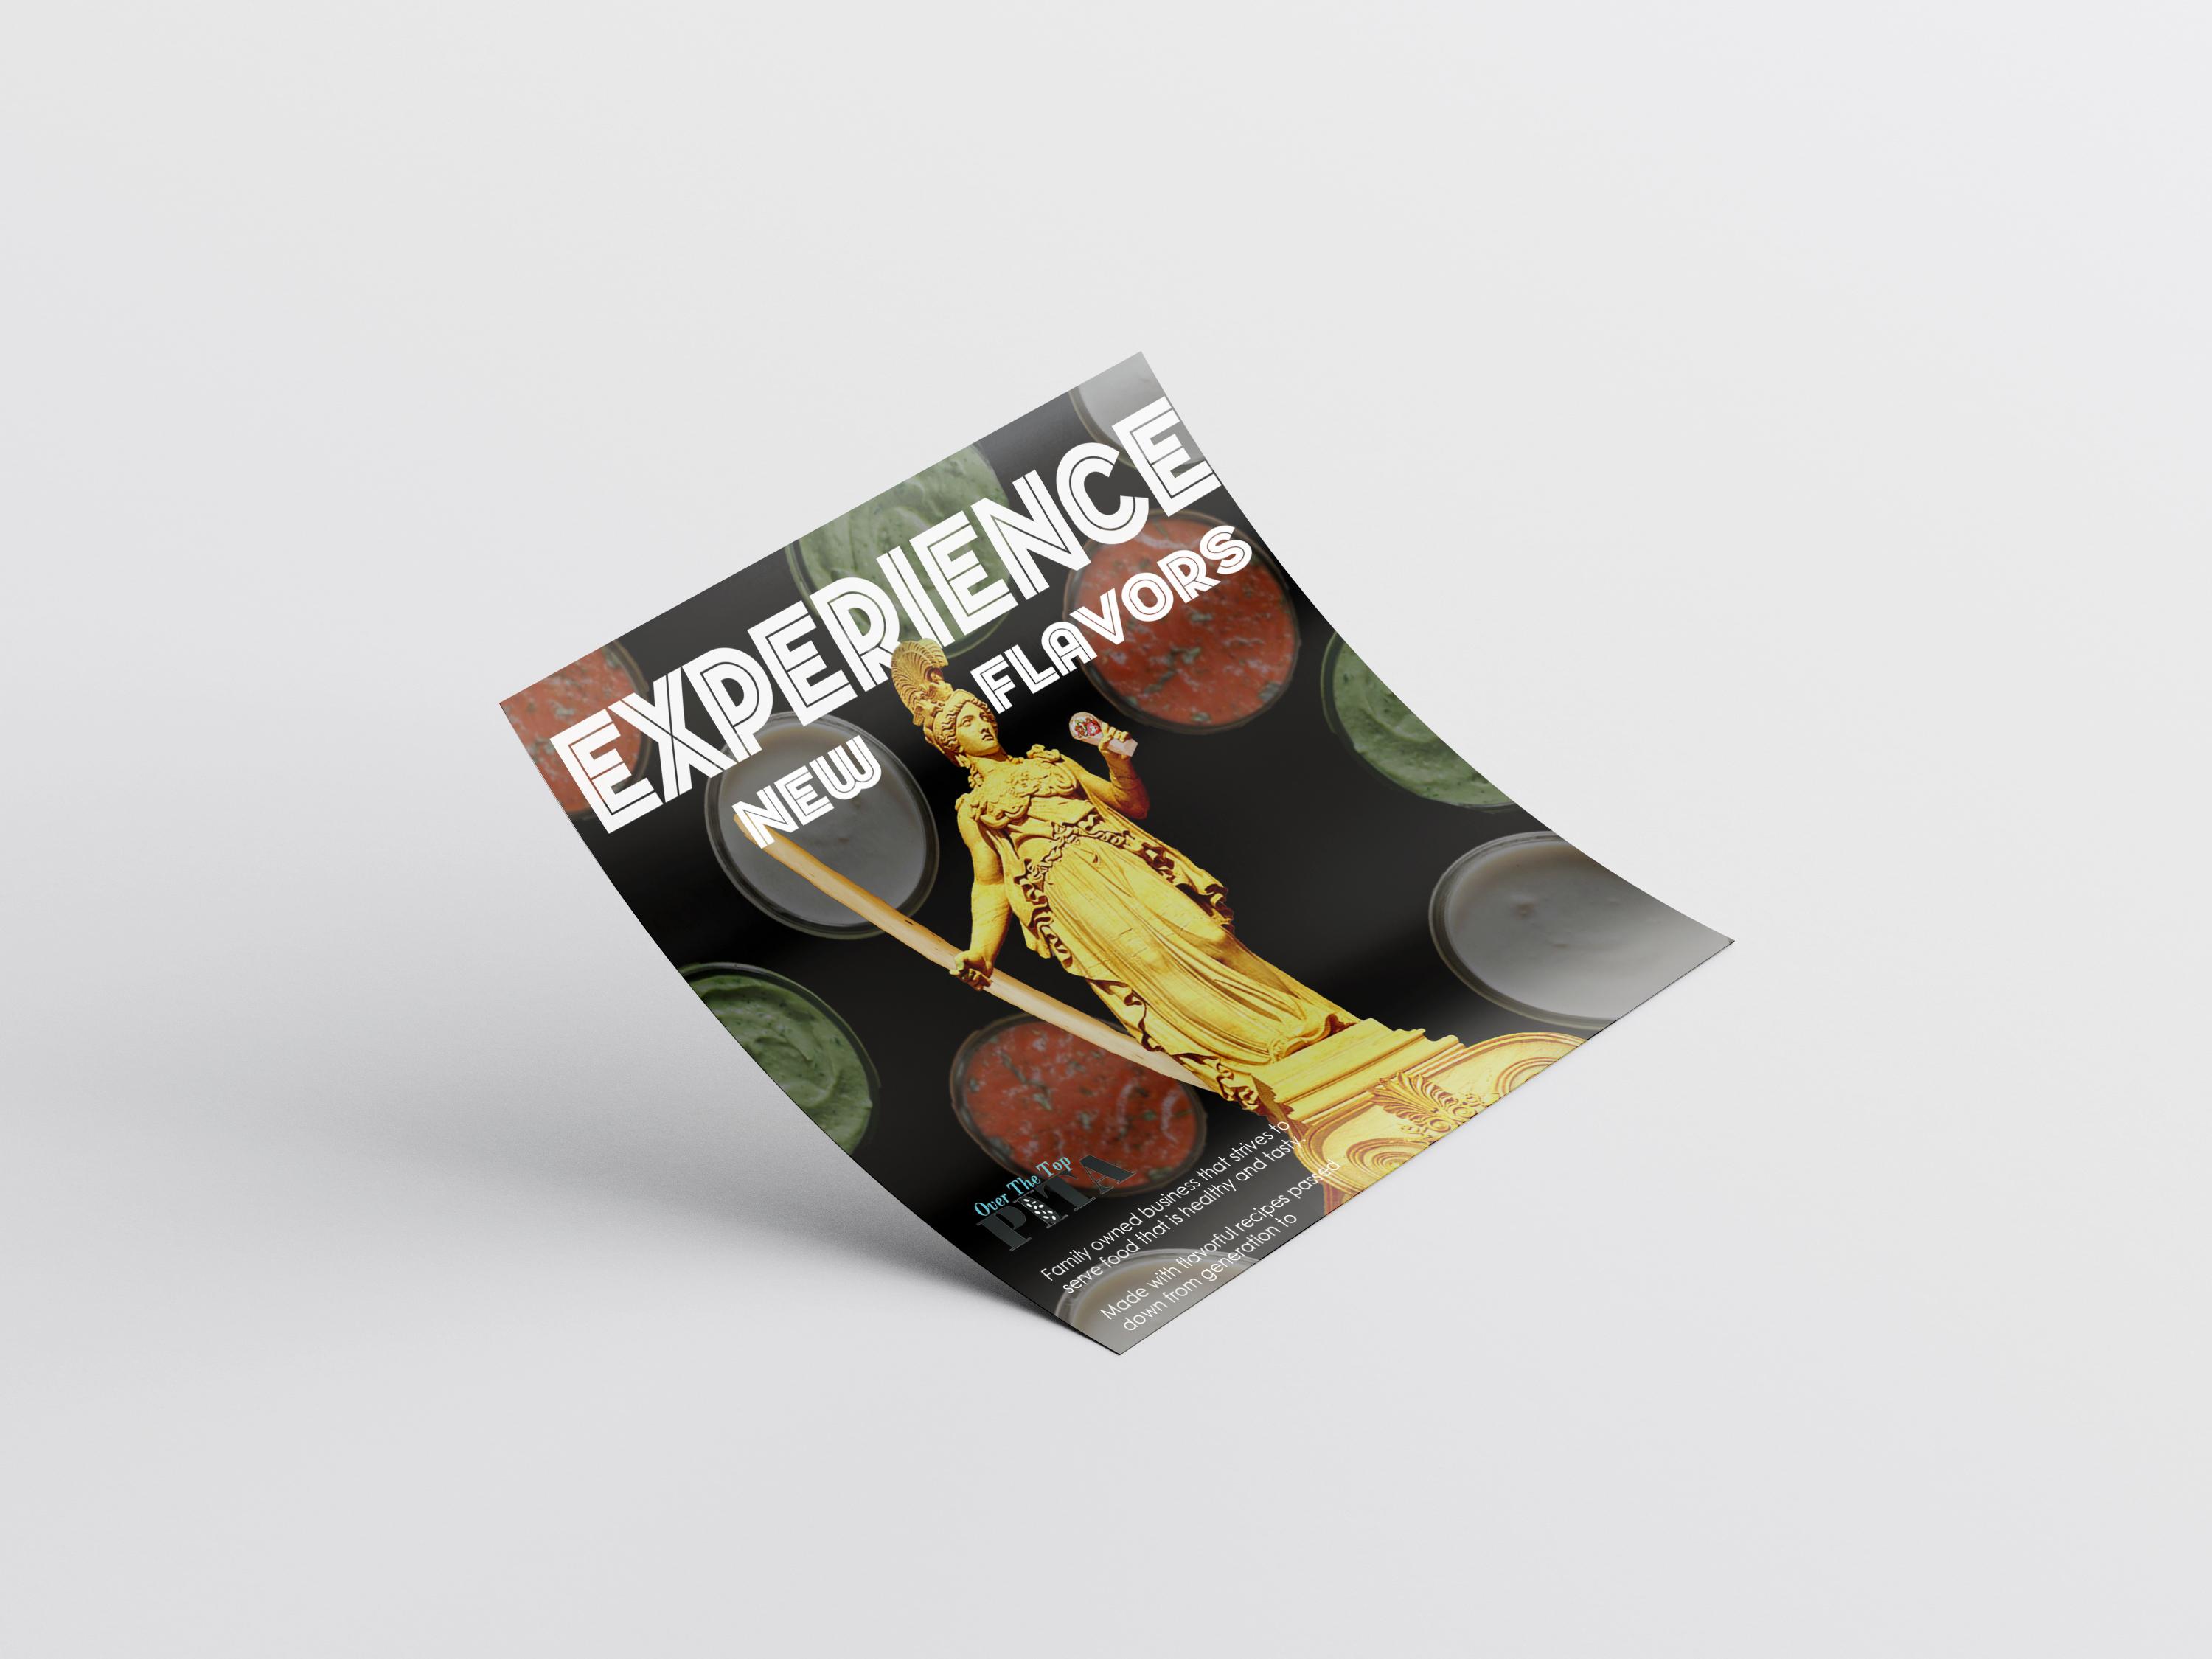 EXPERIENCE
NEW FLAVORS
Over The Top
PITA
Family owned business that strives to
serve food that is healthy and tasty.
Made with flavorful recipes passed
down from generation to